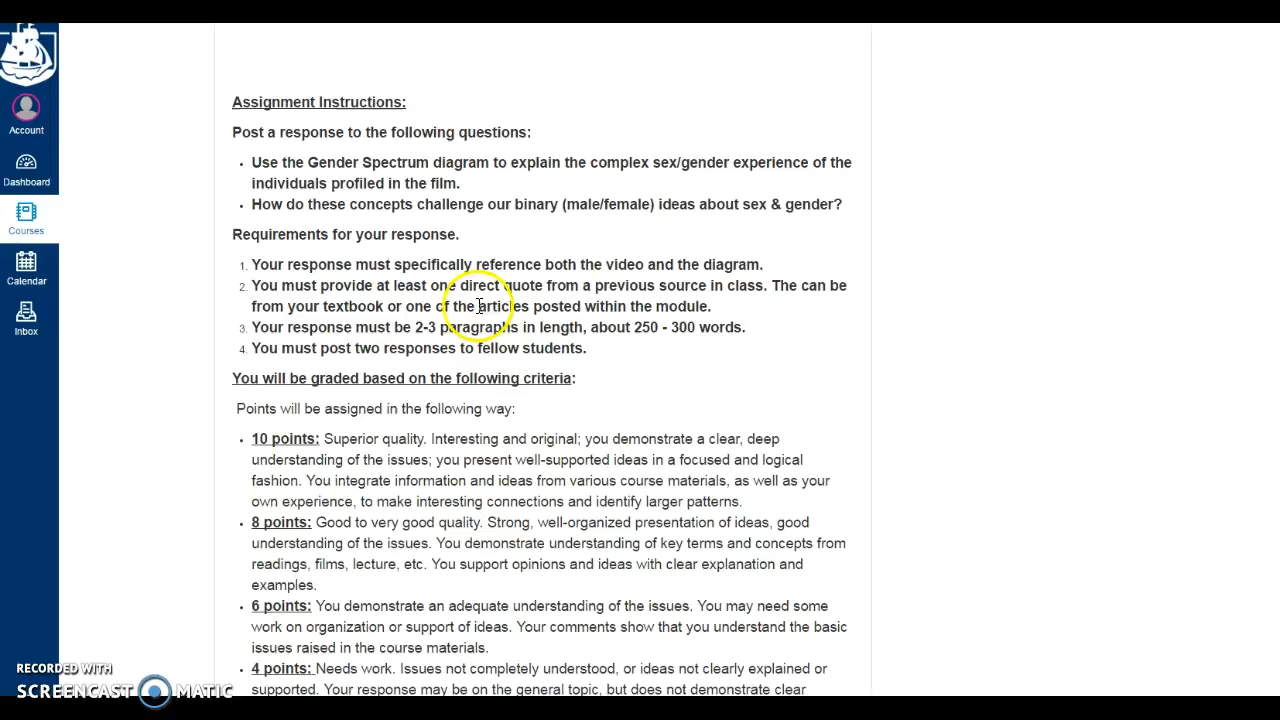 Account
Dashboard
Courses
Calendar
Inbox
Assignment Instructions:
Post a response to the following questions:
• Use the Gender Spectrum diagram to explain the complex sex/gender experience of the
individuals profiled in the film.
• How do these concepts challenge our binary (male/female) ideas about sex & gender?
Requirements for your response.
1. Your response must specifically reference both the video and the diagram.
2. You must provide at least one direct quote from a previous source in class. The can be
from your textbook or one of the articles posted within the module.
3. Your response must be 2-3 paragraphs in length, about 250 - 300 words.
4. You must post two responses to fellow students.
You will be graded based on the following criteria:
Points will be assigned in the following way:
• 10 points: Superior quality. Interesting and original; you demonstrate a clear, deep
understanding of the issues; you present well-supported ideas in a focused and logical
fashion. You integrate information and ideas from various course materials, as well as your
own experience, to make interesting connections and identify larger patterns.
• 8 points: Good to very good quality. Strong, well-organized presentation of ideas, good
understanding of the issues. You demonstrate understanding of key terms and concepts from
readings, films, lecture, etc. You support opinions and ideas with clear explanation and
examples.
• 6 points: You demonstrate an adequate understanding of the issues. You may need some
work on organization or support of ideas. Your comments show that you understand the basic
issues raised in the course materials.
• 4 points: Needs work. Issues not completely understood, or ideas not clearly explained or
supported. Your response may be on the general topic, but does not demonstrate clear
RECORDED WITH
SCREENCAST MATIC